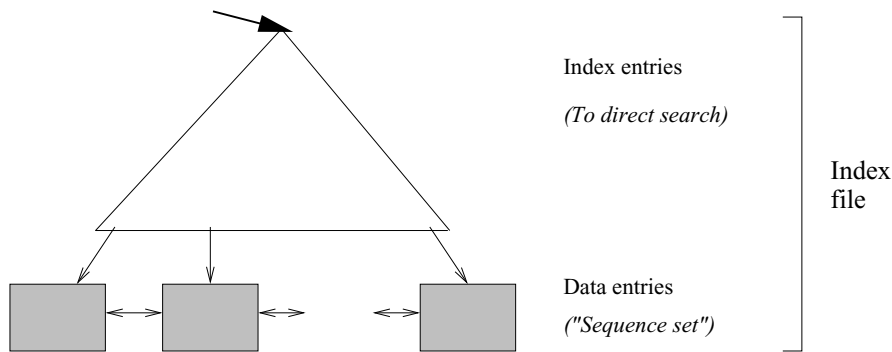 Index entries
(To direct search)
Index
file
Data entries
("Sequence set")